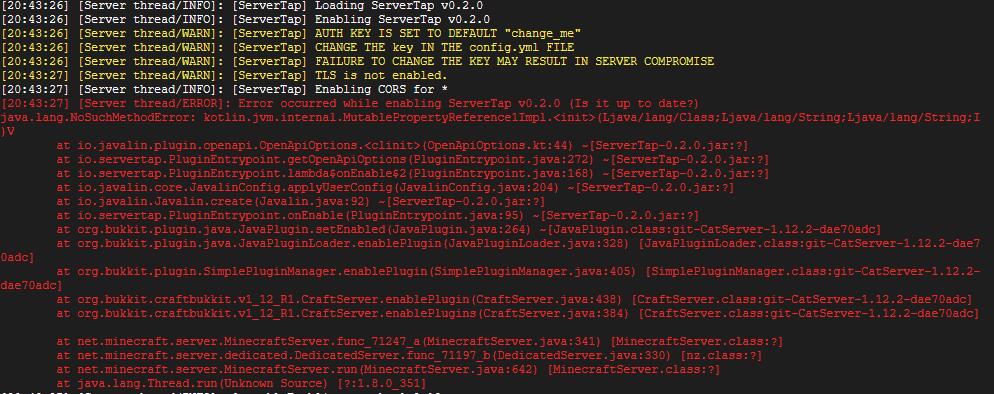 [20:43:26] [Server thread/INFO]: [ServerTap] Loading ServerTap v0.2.0
[20:43:26] [Server thread/INFO]: [ServerTap] Enabling ServerTap v0.2.0
[20:43:26] [Server thread/WARN]: [ServerTap] AUTH KEY IS SET TO DEFAULT "change_me"
[20:43:26] [Server thread/WARN]: [ServerTap] CHANGE THE key IN THE config.yml FILE
[20:43:26] [Server thread/WARN]: [ServerTap] FAILURE TO CHANGE THE KEY MAY RESULT IN SERVER COMPROMISE
[20:43:27] [Server thread/WARN]: [ServerTap] TLS is not enabled.
[20:43:27] [Server thread/INFO]: [ServerTap] Enabling CORS for *
[20:43:27] [Server thread/ERROR]: Error occurred while enabling ServerTap v0.2.0 (Is it up to date?)
java.lang.NoSuchMethodError: kotlin.jvm.internal.MutablePropertyReference1Impl.<init>(Ljava/lang/Class;Ljava/lang/String;Ljava/lang/String;I
)V
at io.javalin.plugin.openapi.OpenApiOptions.<clinit>(OpenApiOptions.kt:44) ~[ServerTap-0.2.0.jar:?]
at io.servertap.PluginEntrypoint.getOpenApiOptions(PluginEntrypoint.java:272) ~[ServerTap-0.2.0.jar:?]
at io.servertap.PluginEntrypoint.lambda$onEnable$2(PluginEntrypoint.java:168) ~[ServerTap-0.2.0.jar:?]
at io.javalin.core.JavalinConfig.applyUserConfig(JavalinConfig.java:204) ~[ServerTap-0.2.0.jar:?]
at io.javalin.Javalin.create(Javalin.java:92) ~[ServerTap-0.2.0.jar:?]
at io.servertap.PluginEntrypoint.onEnable(PluginEntrypoint.java:95) ~[ServerTap-0.2.0.jar:?]
at org.bukkit.plugin.java.JavaPlugin.setEnabled(JavaPlugin.java:264) ~[JavaPlugin.class:git-CatServer-1.12.2-dae70adc]
at org.bukkit.plugin.java.JavaPluginLoader.enablePlugin(JavaPluginLoader.java:328) [JavaPluginLoader.class:git-CatServer-1.12.2-dae7
0adc]
at org.bukkit.plugin.SimplePluginManager.enablePlugin(SimplePluginManager.java:405) [SimplePluginManager.class:git-CatServer-1.12.2-
dae70adc]
at org.bukkit.craftbukkit.v1_12_R1.CraftServer.enablePlugin(CraftServer.java:438) [CraftServer.class:git-CatServer-1.12.2-dae70adc]
at org.bukkit.craftbukkit.v1_12_R1.CraftServer.enablePlugins(CraftServer.java:384) [CraftServer.class:git-CatServer-1.12.2-dae70adc]
at net.minecraft.server.MinecraftServer.func_71247_a(MinecraftServer.java:341) [MinecraftServer.class:?]
at net.minecraft.server.dedicated.DedicatedServer.func_71197_b(DedicatedServer.java:330) [nz.class:?]
at net.minecraft.server.MinecraftServer.run(MinecraftServer.java:642) [MinecraftServer.class:?]
at java.lang.Thread.run(Unknown Source) [?:1.8.0_351]